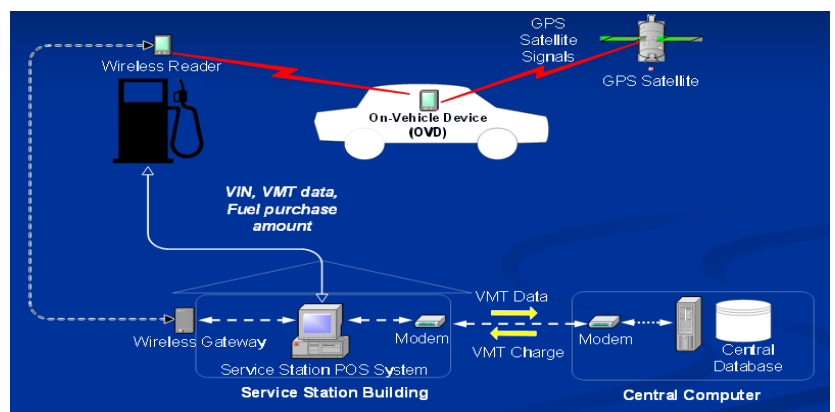 GPS
Satellite
Signals
Wireless Reader
GPS Satellite
On-Vehicle Device
(OVD)
VIN, VMT data,
Fuel purchase
amount
VMT Data
Wireless Gateway
Modem
VMT Charge
Modem
Central
Database
Service Station POS System
Service Station Building
Central Computer